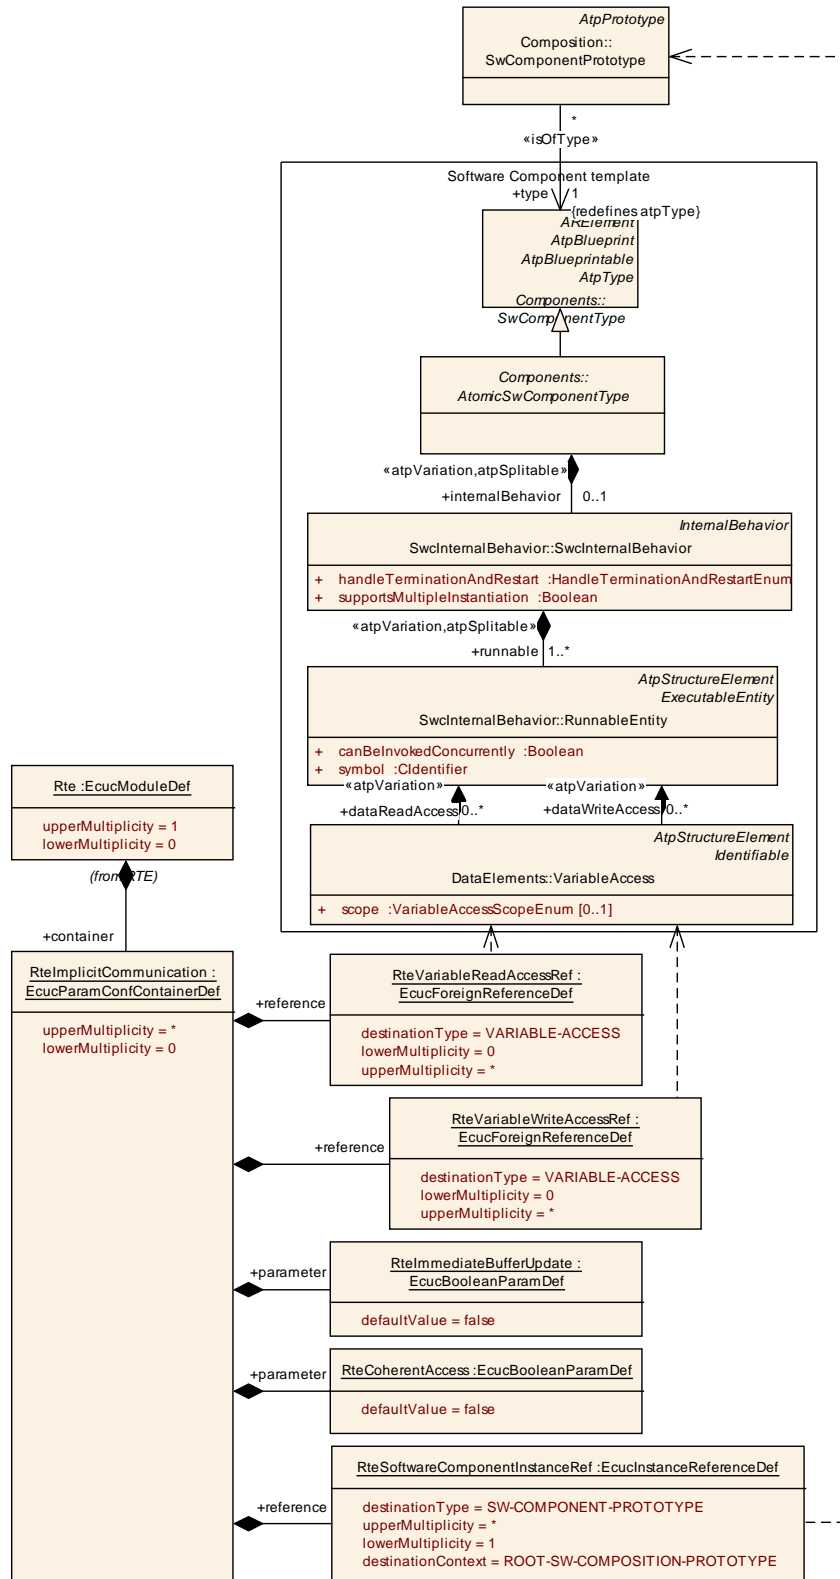 AtpPrototype
Composition::
SwComponentPrototype
*
«isOfType»
Software Component template
+type 1
{redefines atpType}
ARElement
AtpBlueprint
AtpBlueprintable
AtpType
Components::
SwComponentType
Components::
AtomicSwComponentType
«atpVariation,atpSplitable»
+internalBehavior 0..1
InternalBehavior
SwcInternalBehavior::SwcInternalBehavior
+ handleTerminationAndRestart :HandleTerminationAndRestartEnum
+ supportsMultipleInstantiation :Boolean
«atpVariation,atpSplitable»
+runnable 1..*
AtpStructureElement
ExecutableEntity
SwcInternalBehavior::RunnableEntity
+ canBeInvokedConcurrently :Boolean
+ symbol :CIdentifier
«atpVariation» «atpVariation»
+dataReadAccess 0..* +dataWriteAccess 0..*
AtpStructureElement
Identifiable
DataElements::VariableAccess
+ scope :VariableAccessScopeEnum [0..1]
Rte :EcucModuleDef
upperMultiplicity = 1
lowerMultiplicity = 0
(from RTE)
+container
RteImplicitCommunication :
EcucParamConfContainerDef
upperMultiplicity = *
lowerMultiplicity = 0
+reference
RteVariableReadAccessRef :
EcucForeignReferenceDef
destinationType = VARIABLE-ACCESS
lowerMultiplicity = 0
upperMultiplicity = *
+reference
RteVariableWriteAccessRef :
EcucForeignReferenceDef
destinationType = VARIABLE-ACCESS
lowerMultiplicity = 0
upperMultiplicity = *
+parameter
RteImmediateBufferUpdate :
EcucBooleanParamDef
defaultValue = false
+parameter
RteCoherentAccess :EcucBooleanParamDef
defaultValue = false
+reference
RteSoftwareComponentInstanceRef :EcucInstanceReferenceDef
destinationType = SW-COMPONENT-PROTOTYPE
upperMultiplicity = *
lowerMultiplicity = 1
destinationContext = ROOT-SW-COMPOSITION-PROTOTYPE